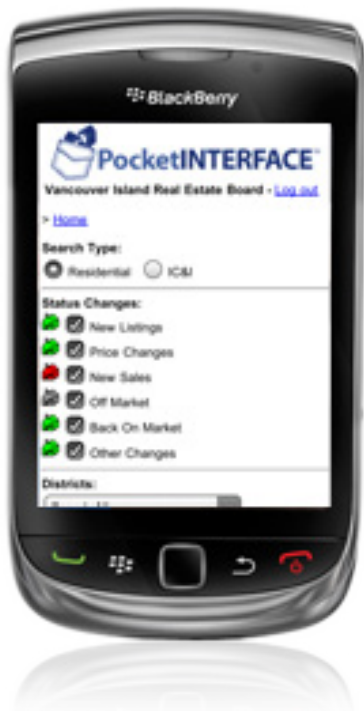 BlackBerry
PocketINTERFACE™
Vancouver Island Real Estate Board - Log out
> Home
Search Type:
Residential IC&I
Status Changes:
New Listings
Price Changes
New Sales
Off Market
Back On Market
Other Changes
Districts: